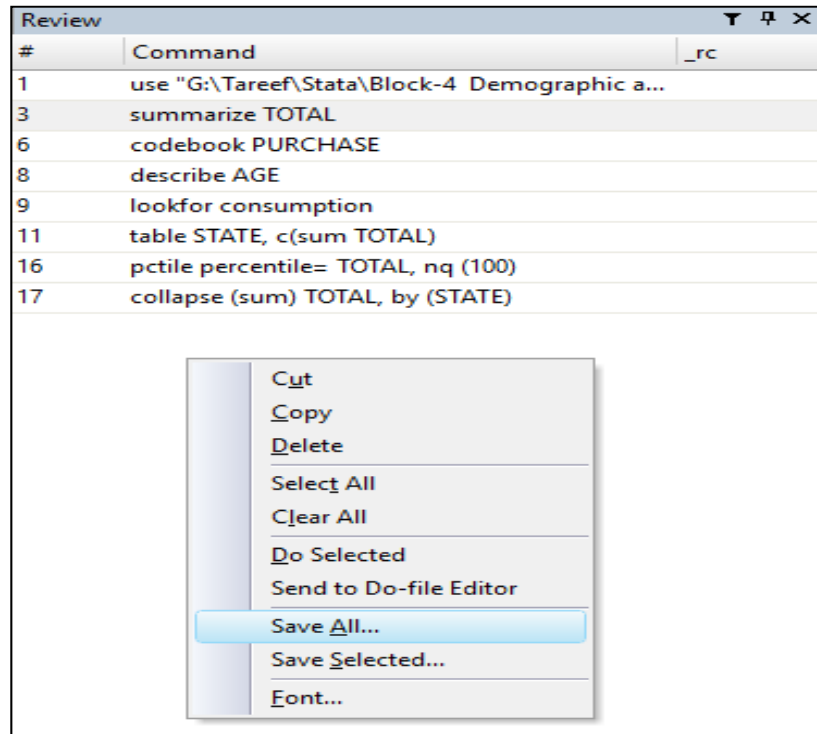 Review
# Command _rc
1 use "G:\Tareef\Stata\Block-4 Demographic a...
3 summarize TOTAL
6 codebook PURCHASE
8 describe AGE
9 lookfor consumption
11 table STATE, c(sum TOTAL)
16 pctile percentile= TOTAL, nq (100)
17 collapse (sum) TOTAL, by (STATE)
Cut
Copy
Delete
Select All
Clear All
Do Selected
Send to Do-file Editor
Save All...
Save Selected...
Font...